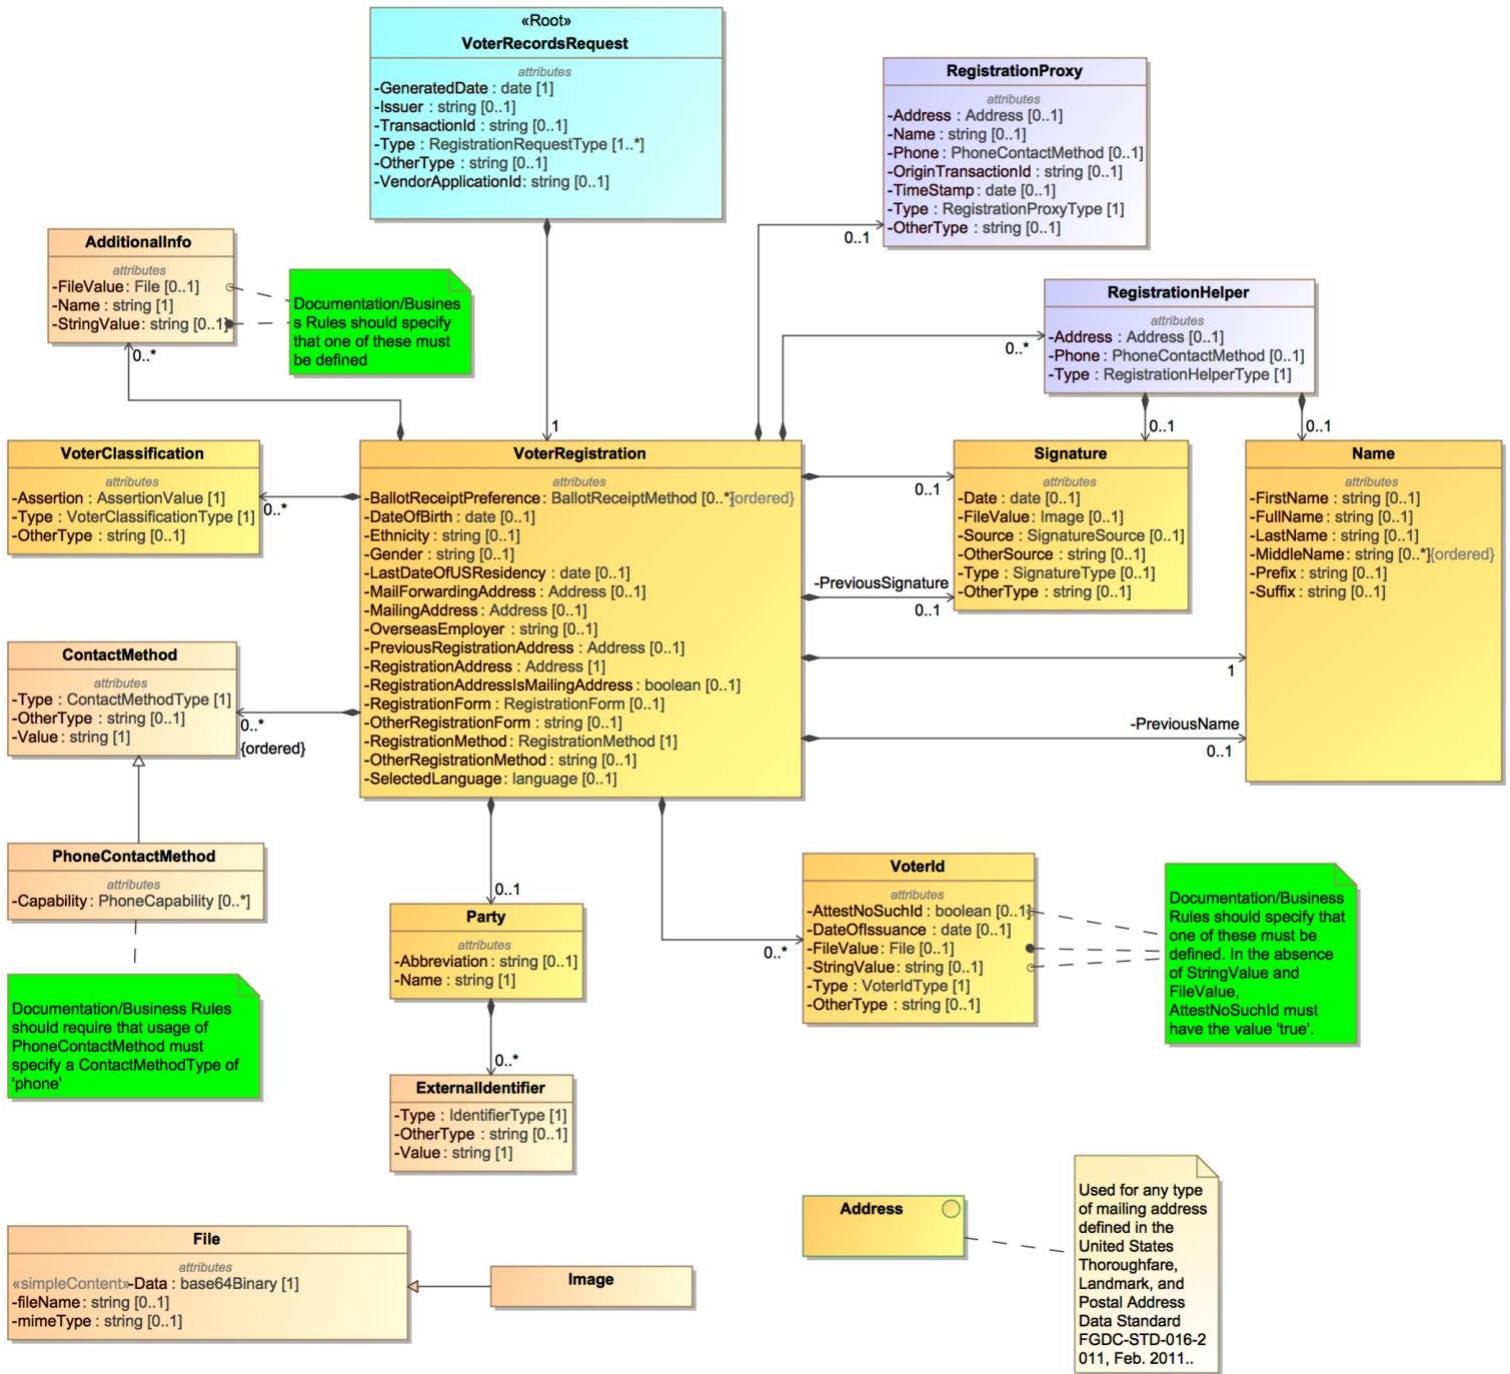 «Root»
VoterRecordsRequest
attributes
-GeneratedDate : date [1]
-Issuer : string [0..1]
-TransactionId : string [0..1]
-Type : RegistrationRequestType [1..*]
-OtherType : string [0..1]
-VendorApplicationId: string [0..1]
1
RegistrationProxy
attributes
-Address : Address [0..1]
-Name : string [0..1]
-Phone : PhoneContactMethod [0..1]
-OriginTransactionId : string [0..1]
-TimeStamp : date [0..1]
-Type : RegistrationProxyType [1]
-OtherType : string [0..1]
0..1
AdditionalInfo
attributes
-FileValue : File [0..1]
-Name : string [1]
-StringValue : string [0..1]
0..*
Documentation/Busines
s Rules should specify
that one of these must
be defined
RegistrationHelper
attributes
-Address : Address [0..1]
-Phone : PhoneContactMethod [0..1]
-Type : RegistrationHelperType [1]
0..*
0..1
0..1
VoterClassification
attributes
-Assertion : AssertionValue [1]
-Type : VoterClassificationType [1]
-OtherType : string [0..1]
0..*
VoterRegistration
attributes
-BallotReceiptPreference : BallotReceiptMethod [0..*]{ordered}
-DateOfBirth : date [0..1]
-Ethnicity : string [0..1]
-Gender : string [0..1]
-LastDateOfUSResidency : date [0..1]
-MailForwardingAddress : Address [0..1]
-MailingAddress : Address [0..1]
-OverseasEmployer : string [0..1]
-PreviousRegistrationAddress : Address [0..1]
-RegistrationAddress : Address [1]
-RegistrationAddressIsMailingAddress : boolean [0..1]
-RegistrationForm : RegistrationForm [0..1]
-OtherRegistrationForm : string [0..1]
-RegistrationMethod : RegistrationMethod [1]
-OtherRegistrationMethod : string [0..1]
-SelectedLanguage : language [0..1]
Signature
attributes
-Date : date [0..1]
-FileValue : Image [0..1]
-Source : SignatureSource [0..1]
-OtherSource : string [0..1]
-Type : SignatureType [0..1]
-OtherType : string [0..1]
0..1
-PreviousSignature
0..1
Name
attributes
-FirstName : string [0..1]
-FullName : string [0..1]
-LastName : string [0..1]
-MiddleName : string [0..*]{ordered}
-Prefix : string [0..1]
-Suffix : string [0..1]
1
-PreviousName
0..1
ContactMethod
attributes
-Type : ContactMethodType [1]
-OtherType : string [0..1]
-Value : string [1]
0..*
{ordered}
PhoneContactMethod
attributes
-Capability : PhoneCapability [0..*]
Documentation/Business Rules
should require that usage of
PhoneContactMethod must
specify a ContactMethodType of
'phone'
0..1
Party
attributes
-Abbreviation : string [0..1]
-Name : string [1]
0..*
ExternalIdentifier
-Type : IdentifierType [1]
-OtherType : string [0..1]
-Value : string [1]
VoterId
attributes
-AttestNoSuchId : boolean [0..1]
-DateOfIssuance : date [0..1]
-FileValue : File [0..1]
-StringValue : string [0..1]
-Type : VoterIdType [1]
-OtherType : string [0..1]
0..*
Documentation/Business
Rules should specify that
one of these must be
defined. In the absence
of StringValue and
FileValue,
AttestNoSuchId must
have the value 'true'.
File
attributes
«simpleContent»-Data : base64Binary [1]
-fileName : string [0..1]
-mimeType : string [0..1]
Image
Address
Used for any type
of mailing address
defined in the
United States
Thoroughfare,
Landmark, and
Postal Address
Data Standard
FGDC-STD-016-2
011, Feb. 2011..